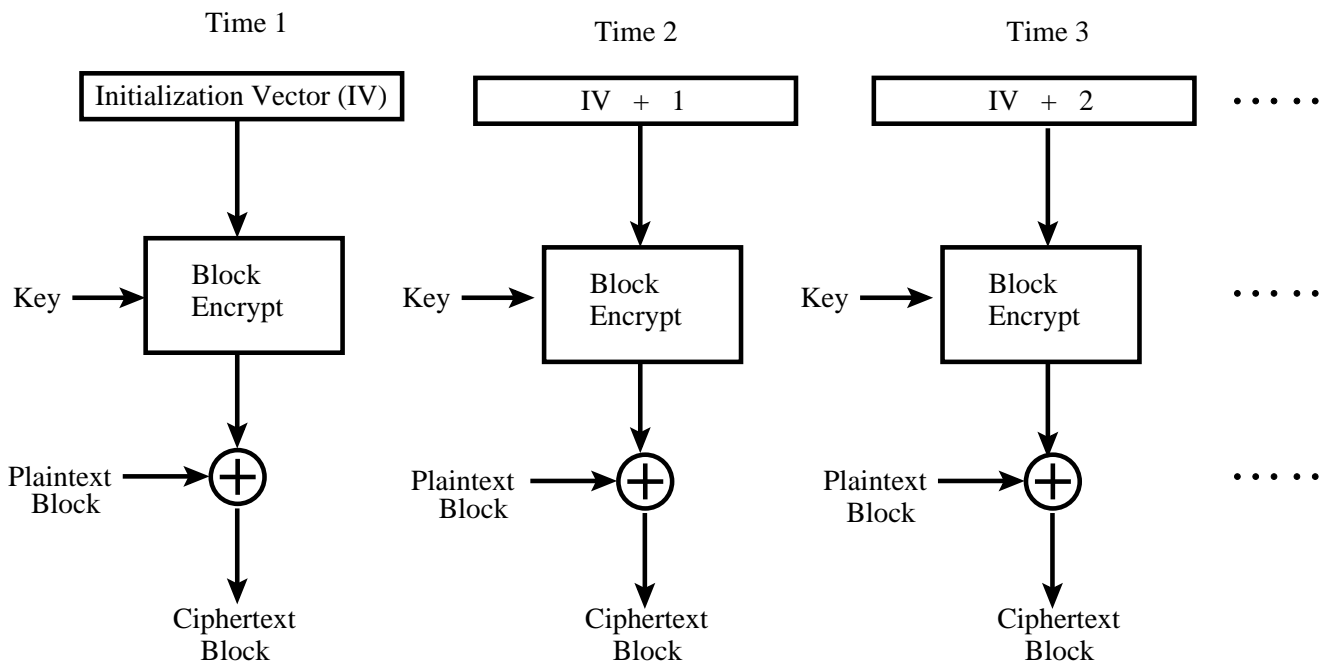 Time 1
Time 2
Time 3
Initialization Vector (IV)
IV + 1
IV + 2
Block
Encrypt
Key
Block
Encrypt
Key
Block
Encrypt
Key
Plaintext
Block
Plaintext
Block
Plaintext
Block
Ciphertext
Block
Ciphertext
Block
Ciphertext
Block